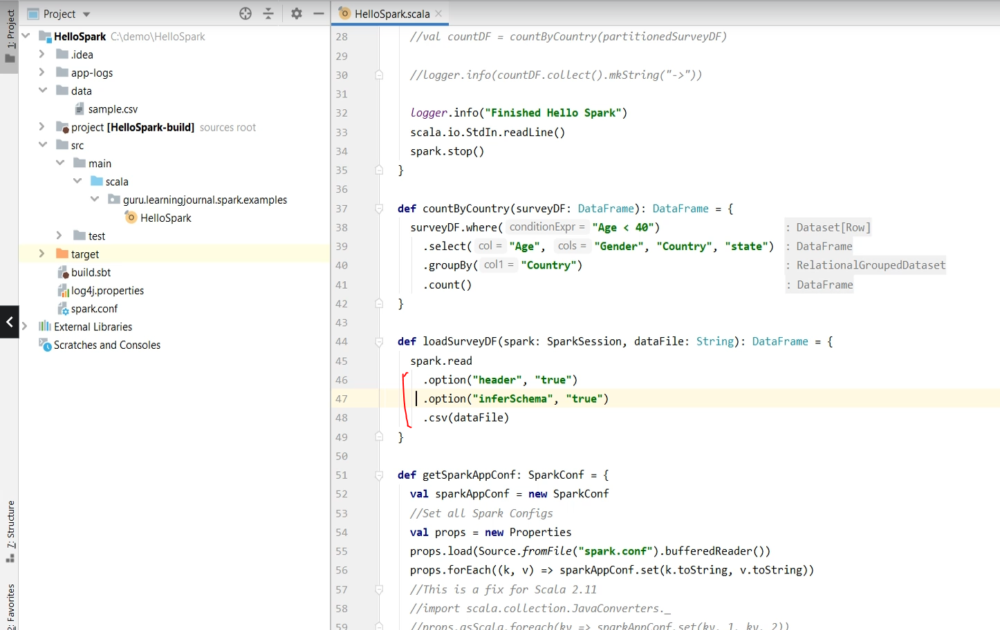 Project
HelloSpark.scala
1: Project
HelloSpark C:\demo\HelloSpark
.idea
app-logs
data
sample.csv
project [HelloSpark-build] sources root
src
main
scala
guru.learningjournal.spark.examples
HelloSpark
test
target
build.sbt
log4j.properties
spark.conf
External Libraries
Scratches and Consoles
7: Structure
2: Favorites
28 //val countDF = countByCountry(partitionedSurveyDF)
29
30 //logger.info(countDF.collect().mkString("->"))
31
32 logger.info("Finished Hello Spark")
33 scala.io.StdIn.readLine()
34 spark.stop()
35 }
36
37 def countByCountry(surveyDF: DataFrame): DataFrame = {
38 surveyDF.where( conditionExpr = "Age < 40") : Dataset[Row]
39 .select( col = "Age", cols = "Gender", "Country", "state") : DataFrame
40 .groupBy( col1 = "Country") : RelationalGroupedDataset
41 .count() : DataFrame
42 }
43
44 def loadSurveyDF(spark: SparkSession, dataFile: String): DataFrame = {
45 spark.read
46 .option("header", "true")
47 .option("inferSchema", "true")
48 .csv(dataFile)
49 }
50
51 def getSparkAppConf: SparkConf = {
52 val sparkAppConf = new SparkConf
53 //Set all Spark Configs
54 val props = new Properties
55 props.load(Source.fromFile("spark.conf").bufferedReader())
56 props.forEach((k, v) => sparkAppConf.set(k.toString, v.toString))
57 //This is a fix for Scala 2.11
58 //import scala.collection.JavaConverters._
59 //props.asScala.foreach(kv => sparkAppConf.set(kv._1, kv._2))